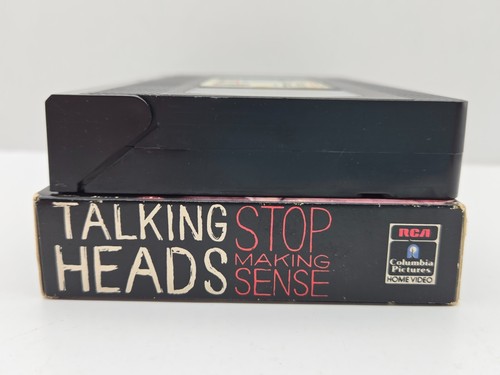 TALKING
HEADS
STOP
MAKING
SENSE
RCA
Columbia
Pictures
HOME VIDEO